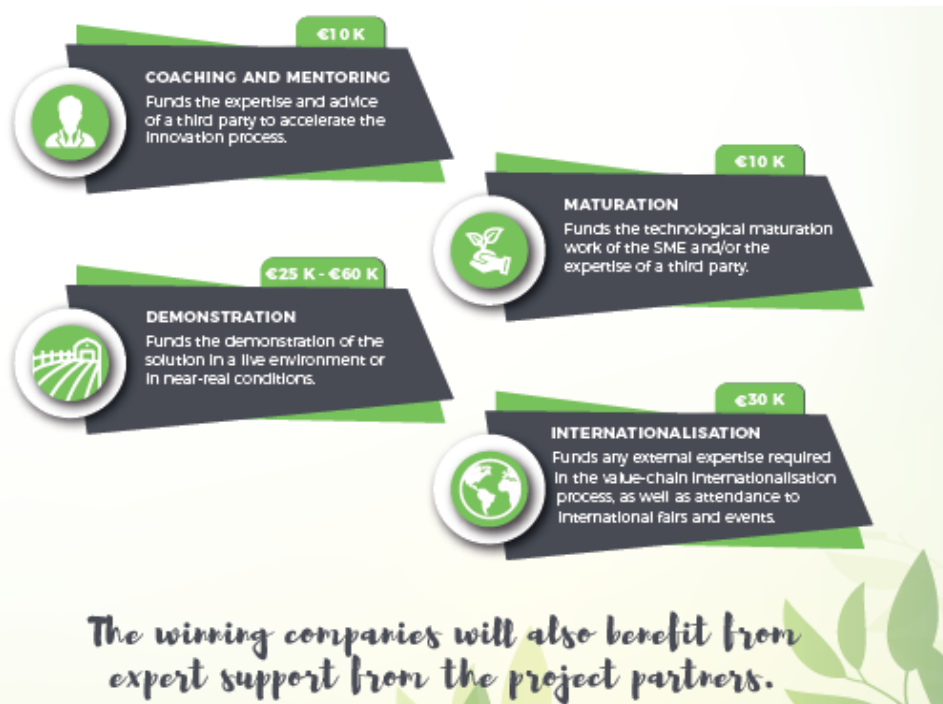 €10 K
COACHING AND MENTORING
Funds the expertise and advice
of a third party to accelerate the
innovation process.
€10 K
MATURATION
Funds the technological maturation
work of the SME and/or the
expertise of a third party.
€25 K - €60 K
DEMONSTRATION
Funds the demonstration of the
solution in a live environment or
in near-real conditions.
€30 K
INTERNATIONALISATION
Funds any external expertise required
in the value-chain internationalisation
process, as well as attendance to
international fairs and events.
The winning companies will also benefit from
expert support from the project partners.